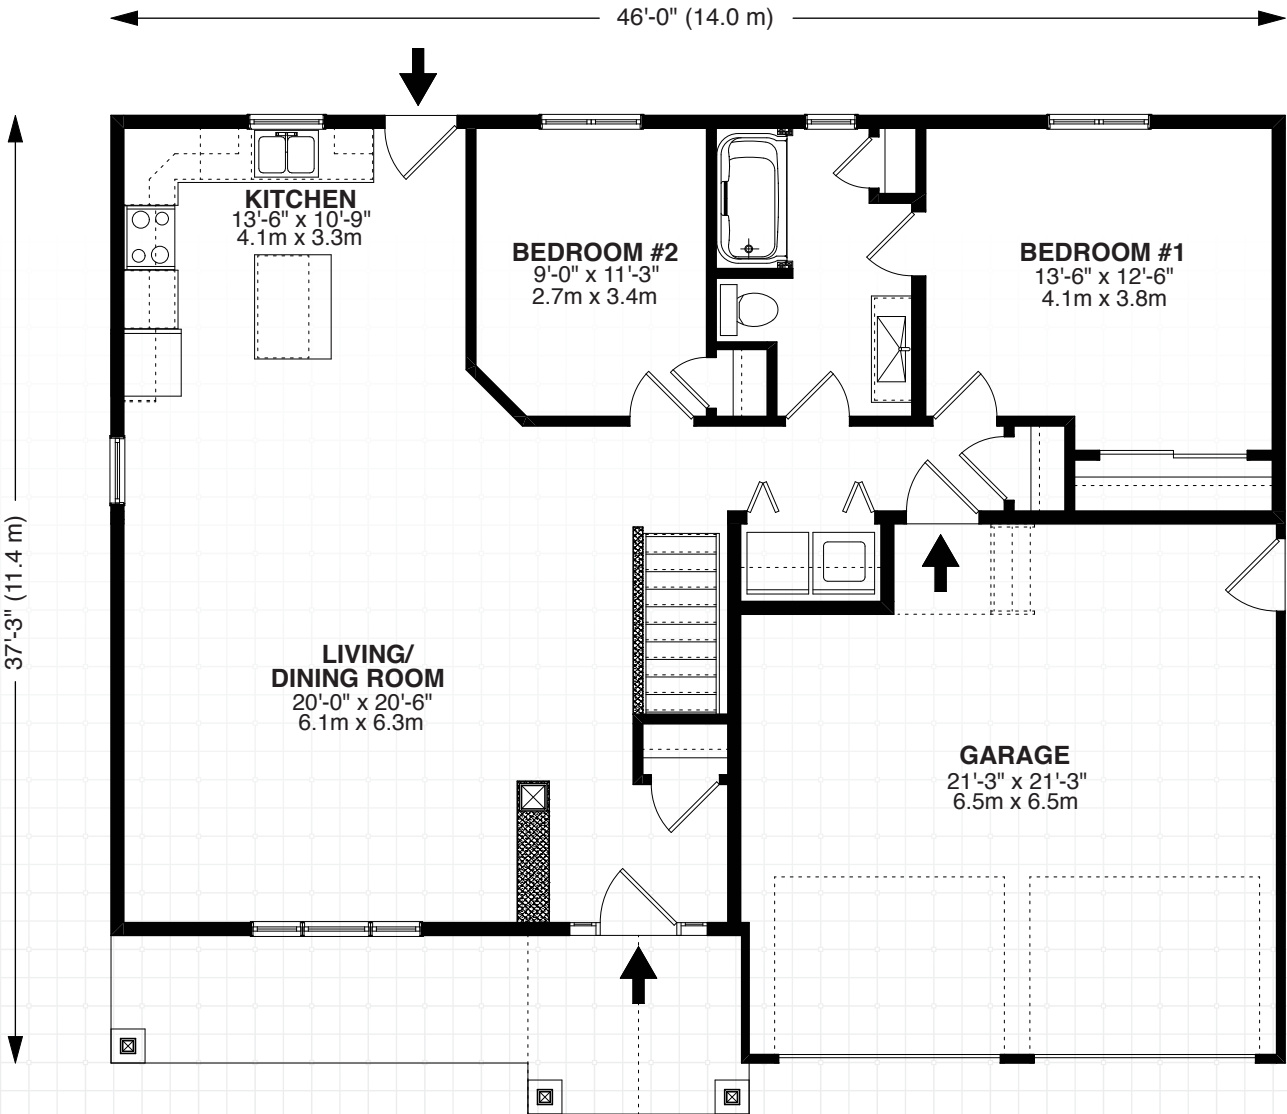 46'-0" (14.0 m)
KITCHEN
13'-6" x 10'-9"
4.1m x 3.3m
BEDROOM #2
9'-0" x 11'-3"
2.7m x 3.4m
BEDROOM #1
13'-6" x 12'-6"
4.1m x 3.8m
37'-3" (11.4 m)
LIVING/
DINING ROOM
20'-0" x 20'-6"
6.1m x 6.3m
GARAGE
21'-3" x 21'-3"
6.5m x 6.5m